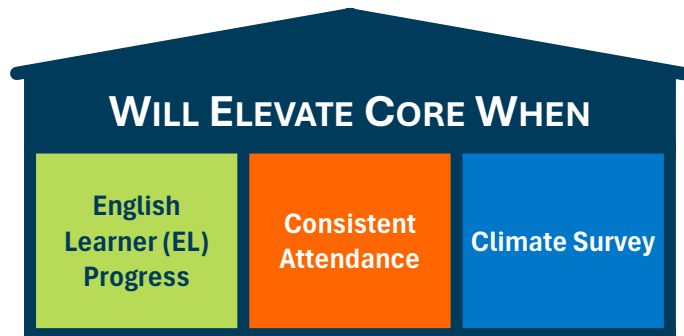 WILL ELEVATE CORE WHEN
English
Learner (EL)
Progress
Consistent
Attendance
Climate Survey